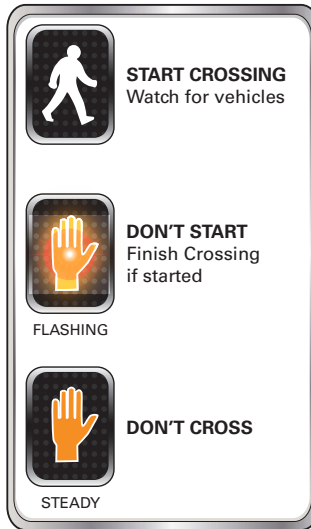 START CROSSING
Watch for vehicles
DON'T START
Finish Crossing
if started
FLASHING
DON'T CROSS
STEADY